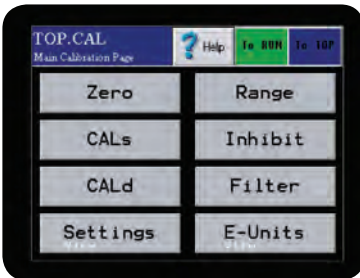 TOP.CAL
Main Calibration Page
Help
To RUN
To TOP
Zero
Range
CALs
Inhibit
CALd
Filter
Settings
E-Units